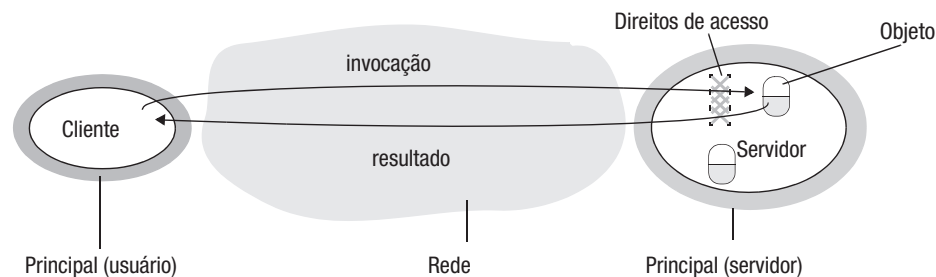 Direitos de acesso
Objeto
invocação
Cliente
Servidor
resultado
Principal (usuário)
Rede
Principal (servidor)